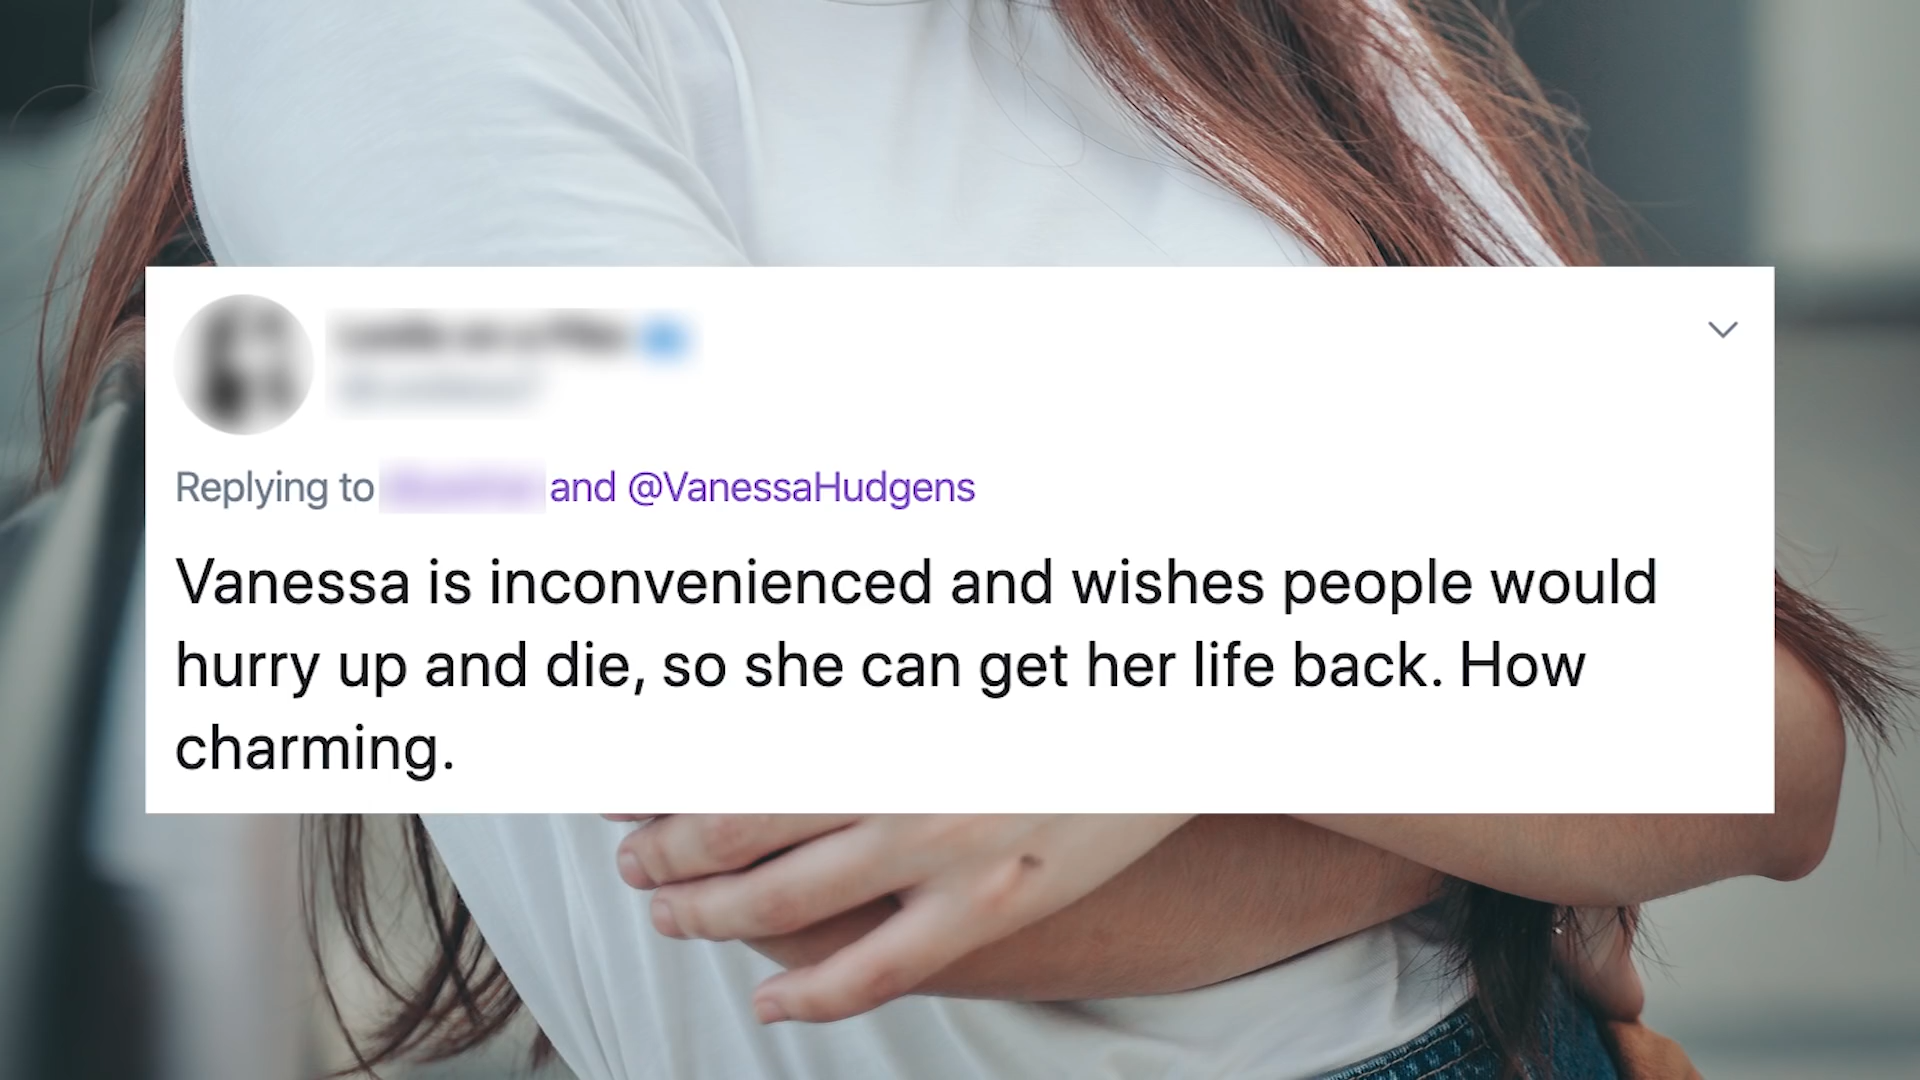 Replying to and @VanessaHudgens
Vanessa is inconvenienced and wishes people would
hurry up and die, so she can get her life back. How
charming.